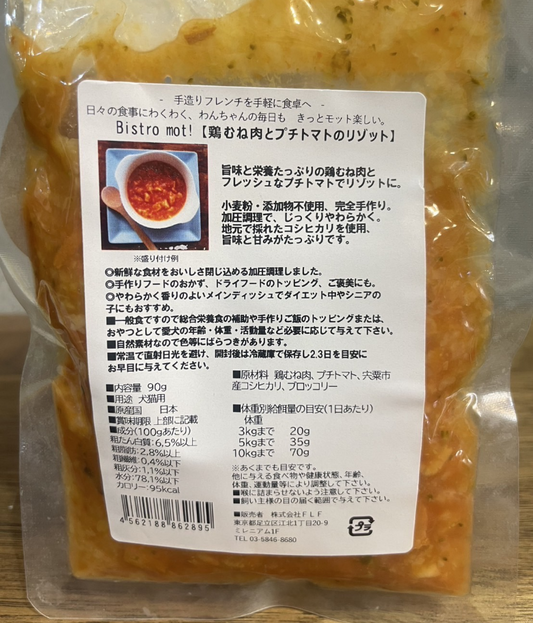 - 手造りフレンチを手軽に食卓へ -
日々の食事にわくわく、わんちゃんの毎日も きっとモット楽しい。
Bistro mot!【鶏むね肉とプチトマトのリゾット】
旨味と栄養たっぷりの鶏むね肉と
フレッシュなプチトマトでリゾットに。
小麦粉・添加物不使用、完全手作り。
加圧調理で、じっくりやわらかく。
地元で採れたコシヒカリを使用、
旨味と甘みがたっぷりです。
※盛り付け例
◎新鮮な食材をおいしさ閉じ込める加圧調理しました。
◎手作りフードのおかず、ドライフードのトッピング、ご褒美にも。
◎やわらかく香りのよいメインディッシュでダイエット中やシニアの
子にもおすすめ。
■一般食ですので総合栄養食の補助や手作りご飯のトッピングまたは、
おやつとして愛犬の年齢・体重・活動量など必要に応じて与えて下さい。
■自然素材なので色等にばらつきがあります。
■常温で直射日光を避け、開封後は冷蔵庫で保存し2.3日を目安に
お早目に与えてください。
■内容量 90g
■用途 犬猫用
■原産国 日本
■賞味期限 上部に記載
■成分(100gあたり)
粗たん白質:6.5%以上
粗脂肪:2.8%以上
粗繊維:0.4%以下
粗灰分:1.1%以下
水分:78.1%以下
カロリー:95kcal
4562188862895
■原材料 鶏むね肉、プチトマト、宍粟市
産コシヒカリ、ブロッコリー
■体重別給餌量の目安(1日あたり)
体重
3kgまで 20g
5kgまで 35g
10kgまで 70g
※あくまでも目安です。
他に与える食べ物や健康状態、年齢、
体重、運動量等により調整して下さい。
■喉に詰まらせないよう注意して下さい。
■飼い主様の目の届く範囲で与えて下さい。
■販売者 株式会社FLF
東京都足立区江北1丁目20-9
ミレニアム1F
TEL 03-5846-8680
プラ